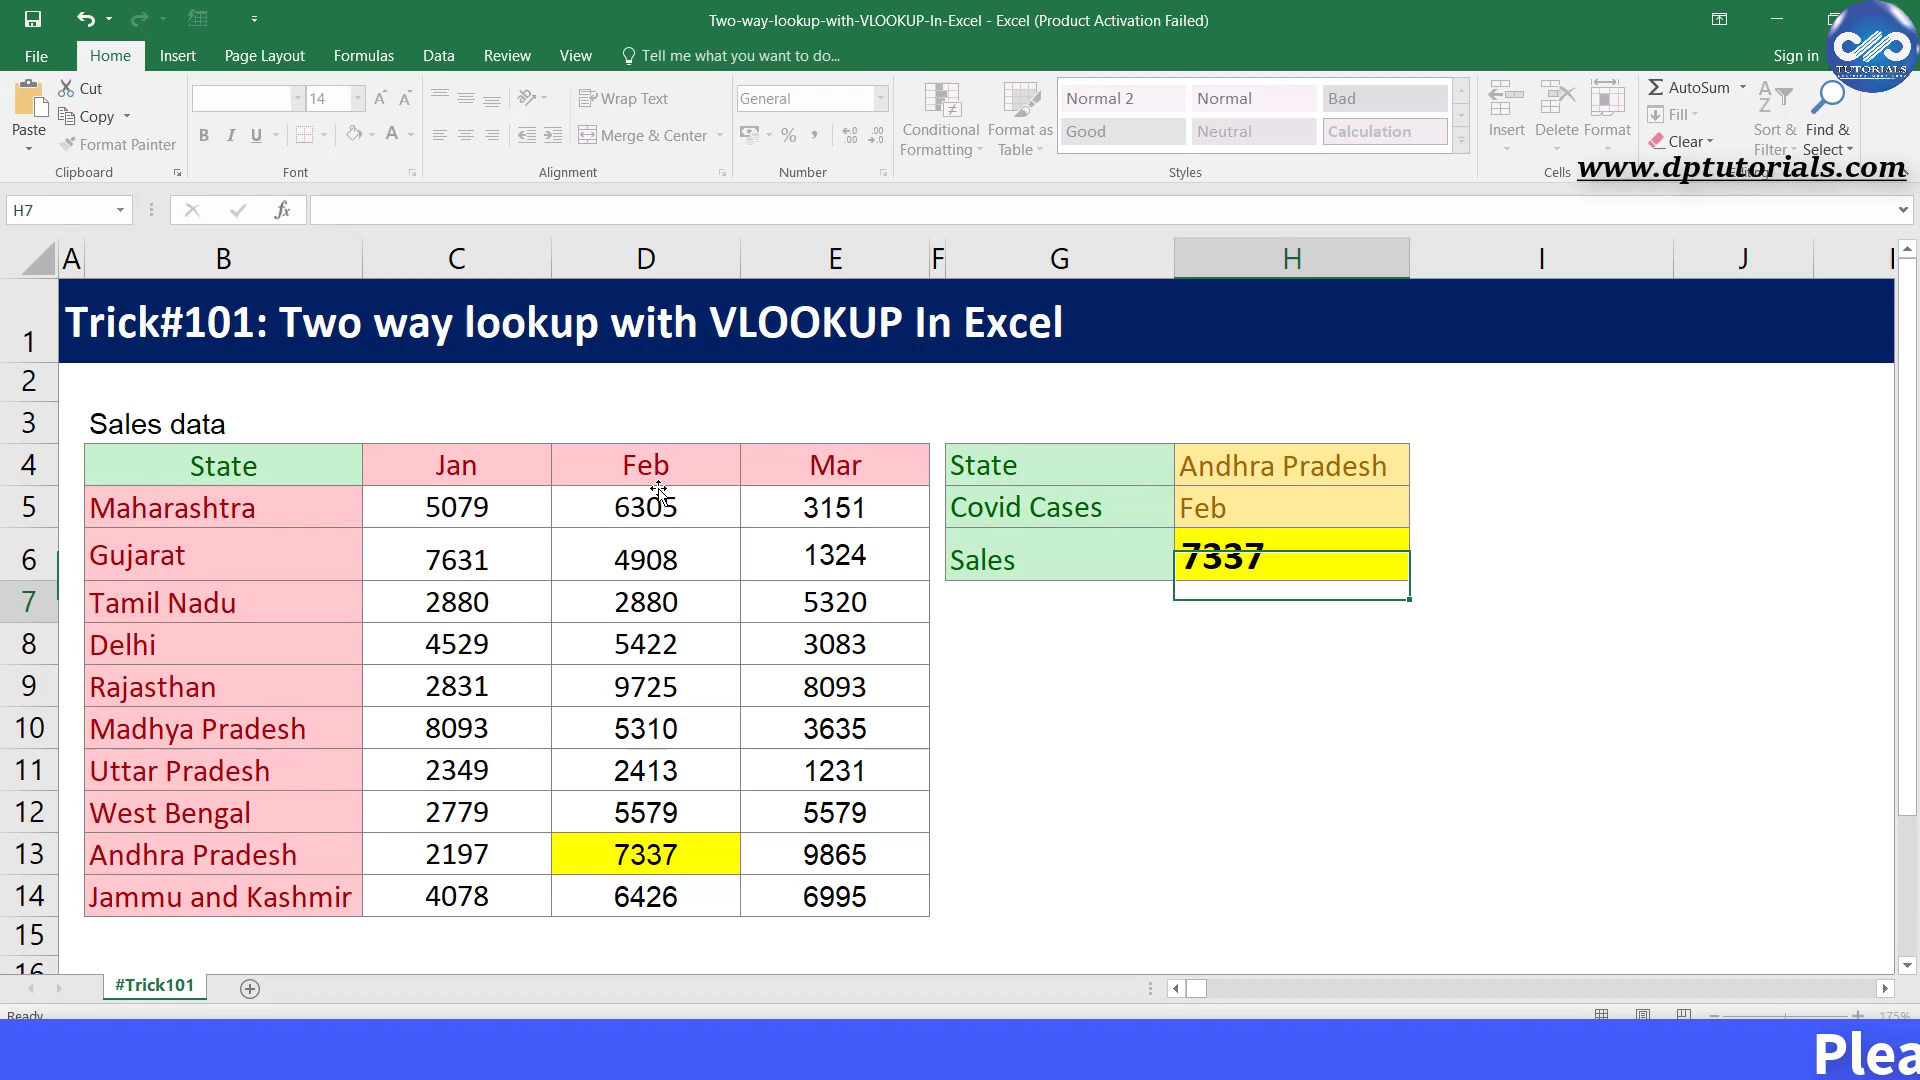 Two-way-lookup-with-VLOOKUP-In-Excel - Excel (Product Activation Failed)
File Home Insert Page Layout Formulas Data Review View Tell me what you want to do... Sign in
TUTORIALS
Cut
Copy
Format Painter
Paste
Clipboard
14
Font
Wrap Text
Merge & Center
Alignment
General
Number
Conditional Formatting
Format as Table
Normal 2 Normal Bad
Good Neutral Calculation
Styles
Insert Delete Format
Cells
AutoSum
Fill
Clear
Sort & Filter
Find & Select
Editing
www.dptutorials.com
H7 fx
A B C D E F G H I J
1 Trick#101: Two way lookup with VLOOKUP In Excel
2
3 Sales data
4 State Jan Feb Mar State Andhra Pradesh
5 Maharashtra 5079 6305 3151 Covid Cases Feb
6 Gujarat 7631 4908 1324 Sales 7337
7 Tamil Nadu 2880 2880 5320
8 Delhi 4529 5422 3083
9 Rajasthan 2831 9725 8093
10 Madhya Pradesh 8093 5310 3635
11 Uttar Pradesh 2349 2413 1231
12 West Bengal 2779 5579 5579
13 Andhra Pradesh 2197 7337 9865
14 Jammu and Kashmir 4078 6426 6995
15
16
#Trick101
Ready 175%
Plea